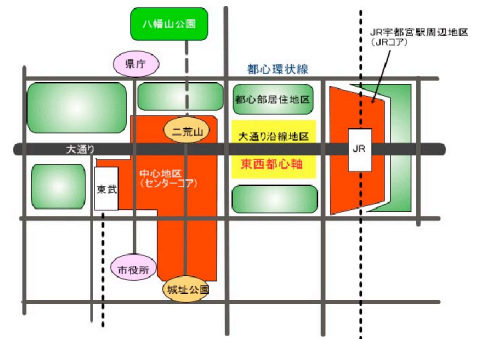 八幡山公園
JR宇都宮駅周辺地区
(JRコア)
県庁
都心環状線
都心部居住地区
二荒山
大通り沿線地区
大通り
JR
東西都心軸
中心地区
(センターコア)
東武
市役所
城址公園